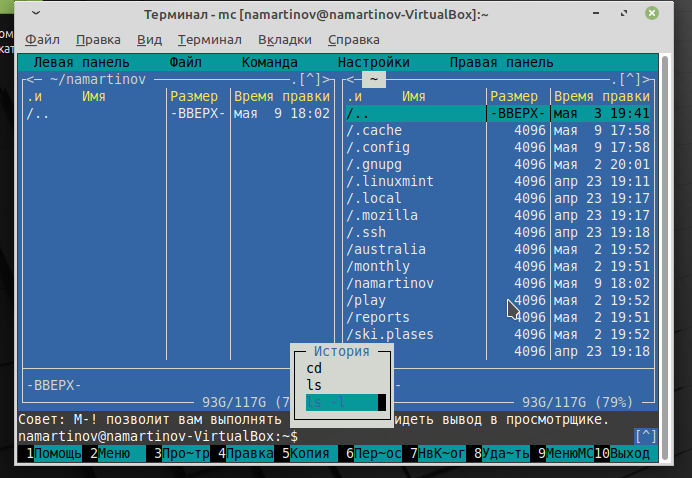 Терминал - mc [namartinov@namartinov-VirtualBox]:~
Файл Правка Вид Терминал Вкладки Справка
Левая панель Файл Команда Настройки Правая панель
<— ~/namartinov .[^]> <— ~ .[^]>
.и Имя Размер Время правки .и Имя Размер Время правки
/.. -ВВЕРХ- мая 9 18:02 /.. -ВВЕРХ- мая 3 19:41
/.cache 4096 мая 9 17:58
/.config 4096 мая 9 17:58
/.gnupg 4096 мая 2 20:01
/.linuxmint 4096 апр 23 19:11
/.local 4096 апр 23 19:17
/.mozilla 4096 апр 23 19:17
/.ssh 4096 апр 23 19:18
/australia 4096 мая 2 19:52
/monthly 4096 мая 2 19:51
/namartinov 4096 мая 9 18:02
/play 4096 мая 2 19:52
/reports 4096 мая 2 19:51
/ski.plases 4096 мая 2 19:52
4096 апр 23 19:18
История
cd
ls
ls -l
-ВВЕРХ- -
93G/117G (7 93G/117G (79%)
Совет: M-! позволит вам выполнять идеть вывод в просмотрщике.
namartinov@namartinov-VirtualBox:~$ [^]
1Помощь 2Меню 3Про~тр 4Правка 5Копия 6Пер~ос 7НвК~ог 8Уда~ть 9МенюMC 10Выход